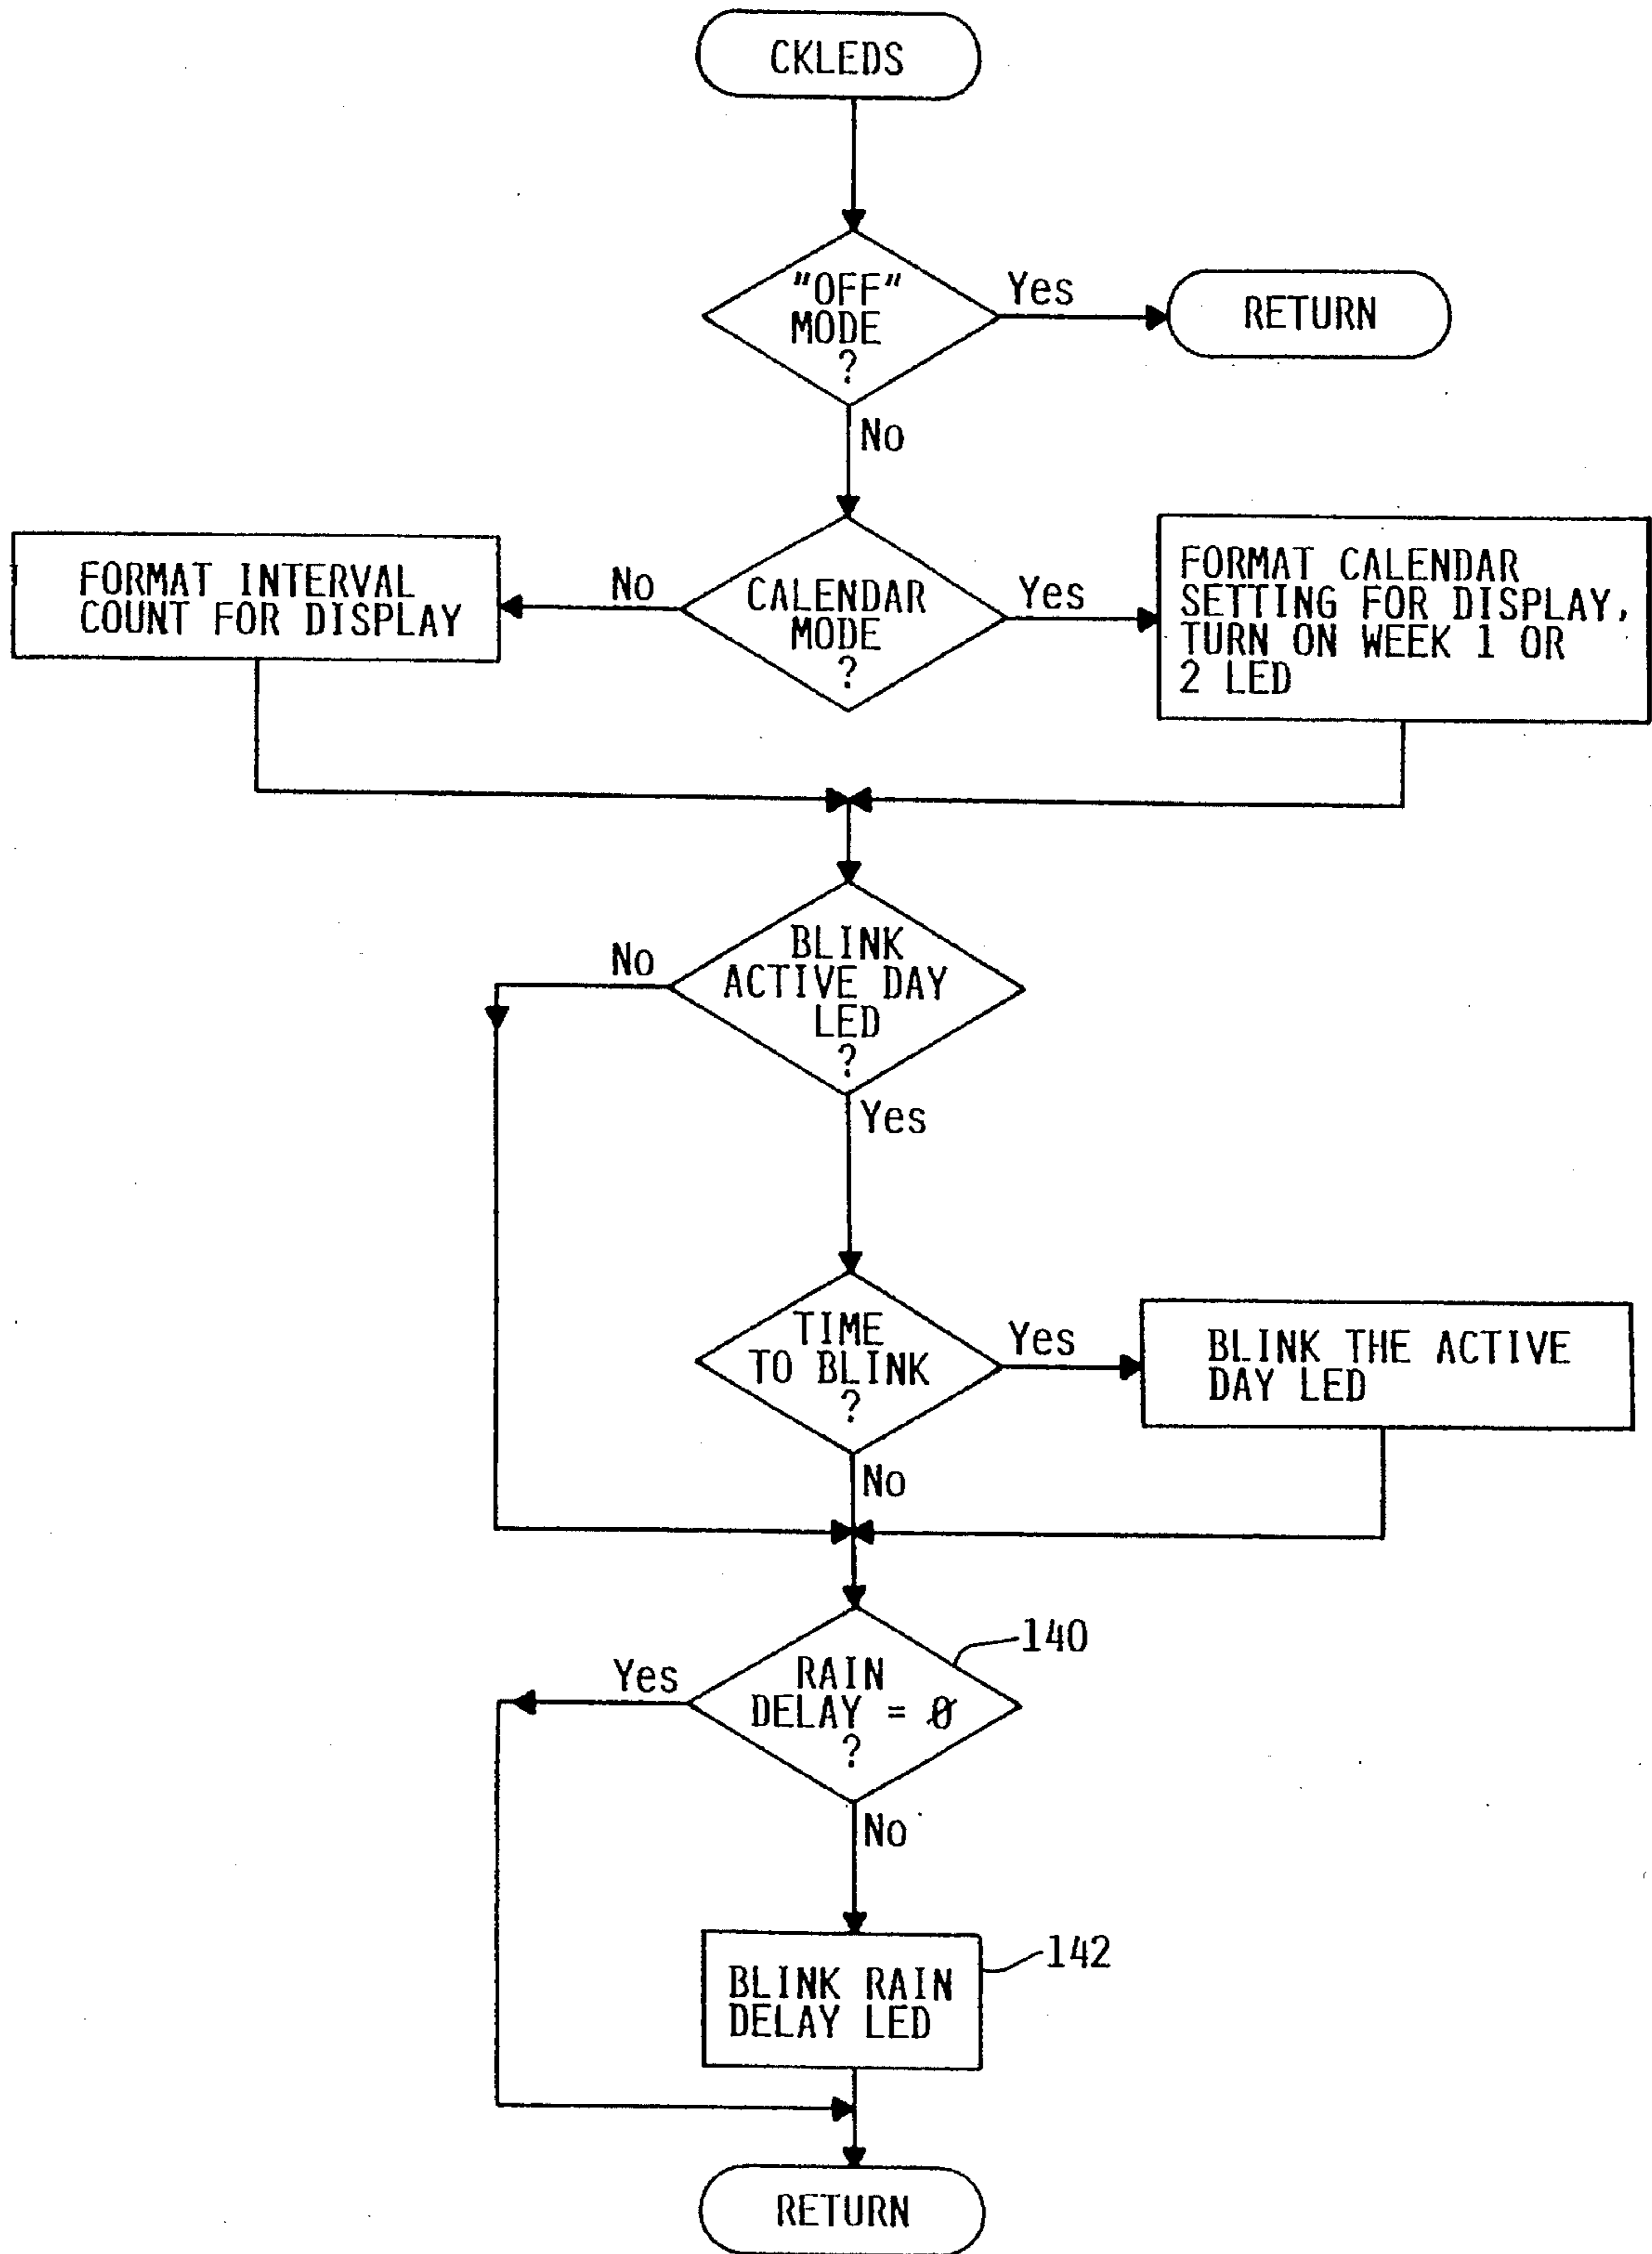 CKLEDS
"OFF"
MODE
?
Yes
RETURN
No
FORMAT INTERVAL
COUNT FOR DISPLAY
No
CALENDAR
MODE
?
Yes
FORMAT CALENDAR
SETTING FOR DISPLAY,
TURN ON WEEK 1 OR
2 LED
No
BLINK
ACTIVE DAY
LED
?
Yes
TIME
TO BLINK
?
Yes
BLINK THE ACTIVE
DAY LED
No
140
Yes
RAIN
DELAY = 0
?
No
142
BLINK RAIN
DELAY LED
RETURN